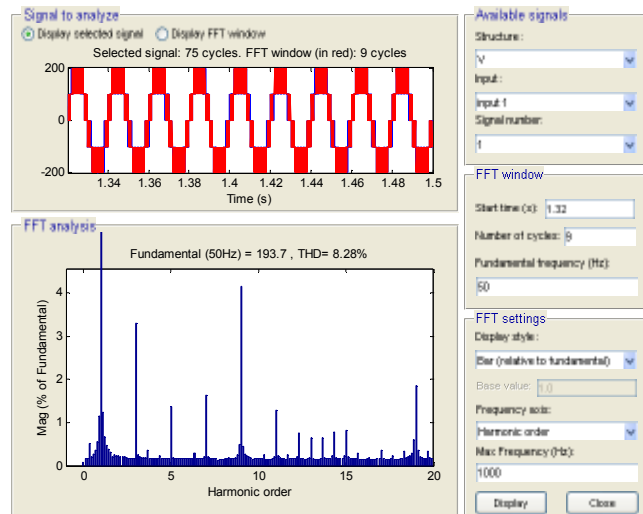 Signal to analyze
Display selected signal Display FFT window
Selected signal: 75 cycles. FFT window (in red): 9 cycles
200
0
-200
1.34 1.36 1.38 1.4 1.42 1.44 1.46 1.48 1.5
Time (s)
FFT analysis
Fundamental (50Hz) = 193.7 , THD= 8.28%
4
3
2
1
0
Mag (% of Fundamental)
0 5 10 15 20
Harmonic order
Available signals
Structure :
V
Input :
input 1
Signal number:
1
FFT window
Start time (s): 1.32
Number of cycles: 9
Fundamental frequency (Hz):
50
FFT settings
Display style :
Bar (relative to fundamental)
Base value: 1.0
Frequency axis:
Harmonic order
Max Frequency (Hz):
1000
Display Close